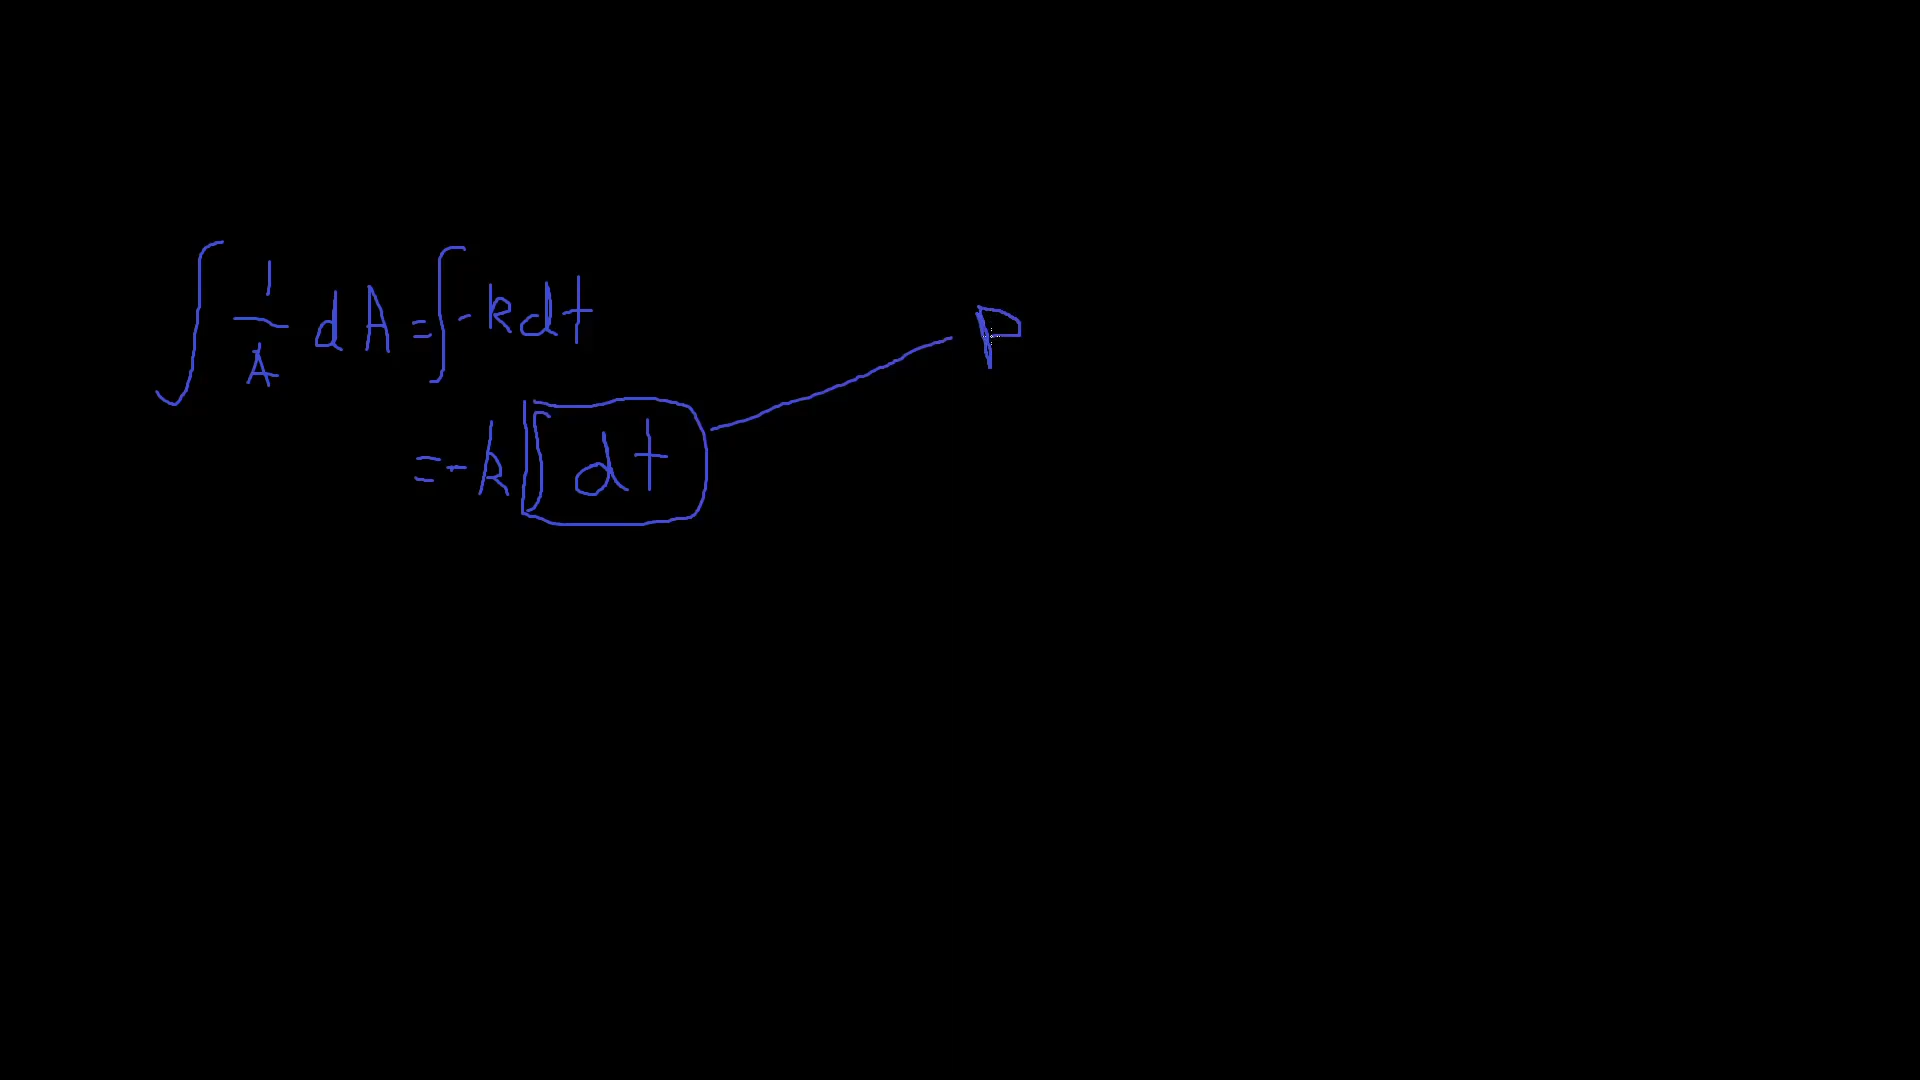 ∫ 1/A dA = ∫ -k dt
= -k ∫ dt
P